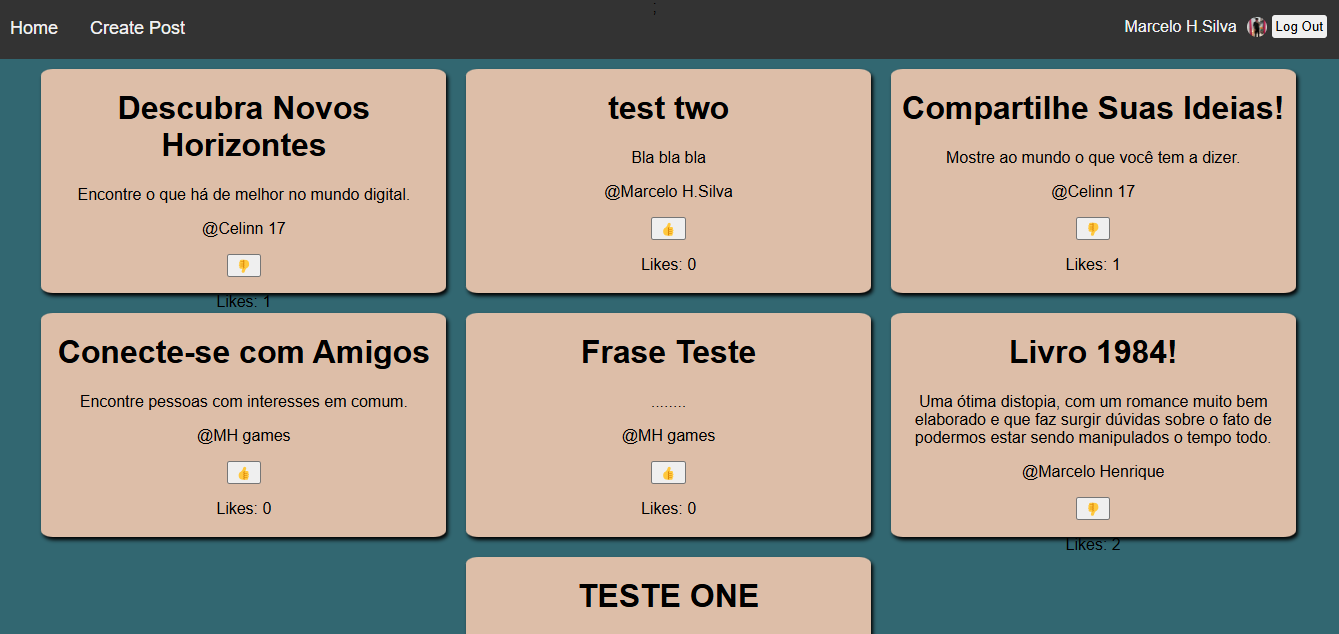 Home Create Post ; Marcelo H.Silva Log Out
Descubra Novos
Horizontes
Encontre o que há de melhor no mundo digital.
@Celinn 17
Likes: 1
test two
Bla bla bla
@Marcelo H.Silva
Likes: 0
Compartilhe Suas Ideias!
Mostre ao mundo o que você tem a dizer.
@Celinn 17
Likes: 1
Conecte-se com Amigos
Encontre pessoas com interesses em comum.
@MH games
Likes: 0
Frase Teste
........
@MH games
Likes: 0
Livro 1984!
Uma ótima distopia, com um romance muito bem
elaborado e que faz surgir dúvidas sobre o fato de
podermos estar sendo manipulados o tempo todo.
@Marcelo Henrique
Likes: 2
TESTE ONE